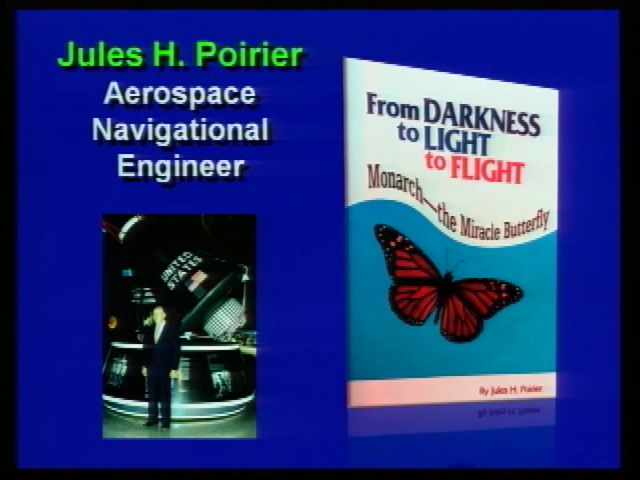 Jules H. Poirier
Aerospace
Navigational
Engineer
UNITED
STATES
From DARKNESS
to LIGHT
to FLIGHT
Monarch—the Miracle Butterfly
By Jules H. Poirier